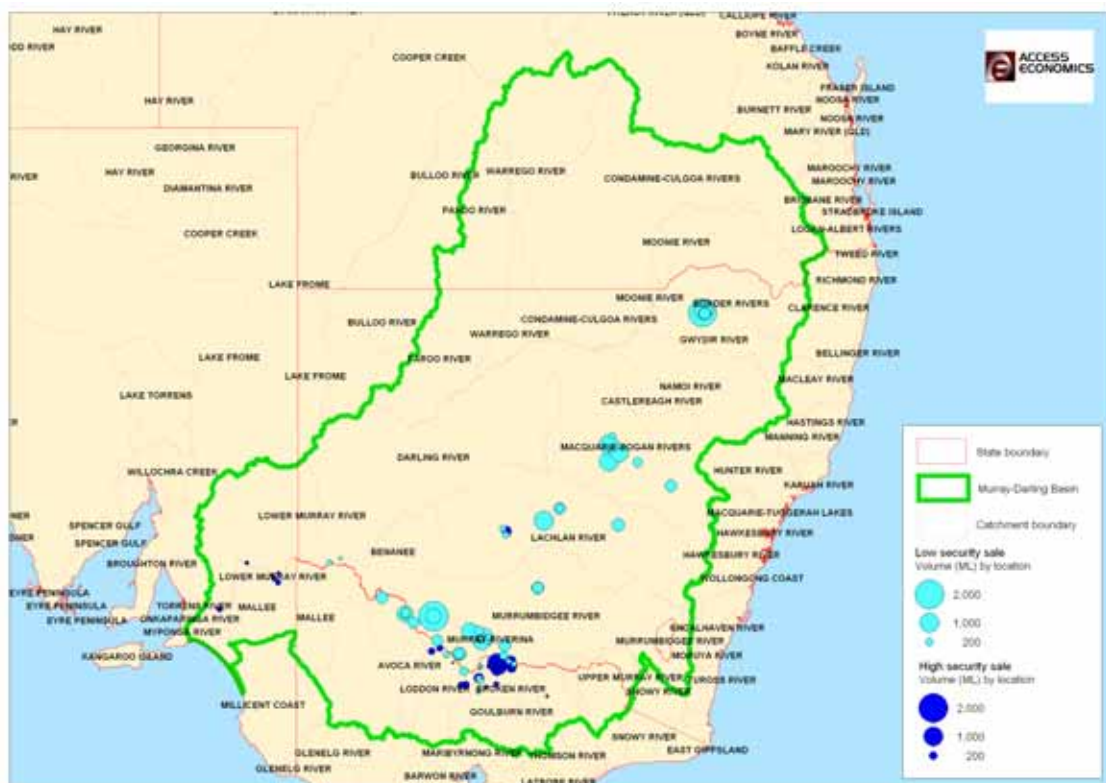 HAY RIVER
COOPER CREEK
CALLIOPE RIVER
BOYNE RIVER
BAFFLE CREEK
KOLAN RIVER
ACCESS
ECONOMICS
HAY RIVER
FRASER ISLAND
NOOSA RIVER
BURNETT RIVER
NOOSA RIVER
MARY RIVER (QLD)
GEORGINA RIVER
HAY RIVER
DIAMANTINA RIVER
BULLOO RIVER
WARREGO RIVER
CONDAMINE-CULGOA RIVERS
MAROOCHY RIVER
MAROOCHY RIVER
BRISBANE RIVER
STRADBROKE ISLAND
PAROO RIVER
COOPER CREEK
MOONIE RIVER
LOGAN-ALBERT RIVERS
TWEED RIVER
LAKE FROME
RICHMOND RIVER
MOONIE RIVER
BORDER RIVERS
CLARENCE RIVER
BULLOO RIVER
CONDAMINE-CULGOA RIVERS
WARREGO RIVER
GWYDIR RIVER
LAKE FROME
PAROO RIVER
BELLINGER RIVER
LAKE FROME
MACLEAY RIVER
LAKE TORRENS
NAMOI RIVER
CASTLEREAGH RIVER
HASTINGS RIVER
MANNING RIVER
MACQUARIE-BOGAN RIVERS
DARLING RIVER
WILLOCHRA CREEK
HUNTER RIVER
KARUAH RIVER
LOWER MURRAY RIVER
MACQUARIE-TUGGERAH LAKES
SPENCER GULF
SPENCER GULF
HAWKESBURY RIVER
LACHLAN RIVER
BENANEE
HAWKESBURY RIVER
BROUGHTON RIVER
LOWER MURRAY RIVER
WOLLONGONG COAST
EYRE PENINSULA
EYRE PENINSULA
EYRE PENINSULA
TORRENS RIVER
MALLEE
ONKAPARINGA RIVER
MALLEE
MYPONGA RIVER
MURRUMBIDGEE RIVER
SHOALHAVEN RIVER
KANGAROO ISLAND
MURRAY RIVERINA
MURRUMBIDGEE RIVER
MORUYA RIVER
AVOCA RIVER
UPPER MURRAY RIVER
TUROSS RIVER
LODDON RIVER
BROKEN RIVER
SNOWY RIVER
MILLICENT COAST
GOULBURN RIVER
SNOWY RIVER
GLENELG RIVER
MARIBYRNONG RIVER
THOMSON RIVER
EAST GIPPSLAND
GLENELG RIVER
BARWON RIVER
LATROBE RIVER
State boundary
Murray-Darling Basin
Catchment boundary
Low security sale
Volume (ML) by location
2,000
1,000
200
High security sale
Volume (ML) by location
2,000
1,000
200